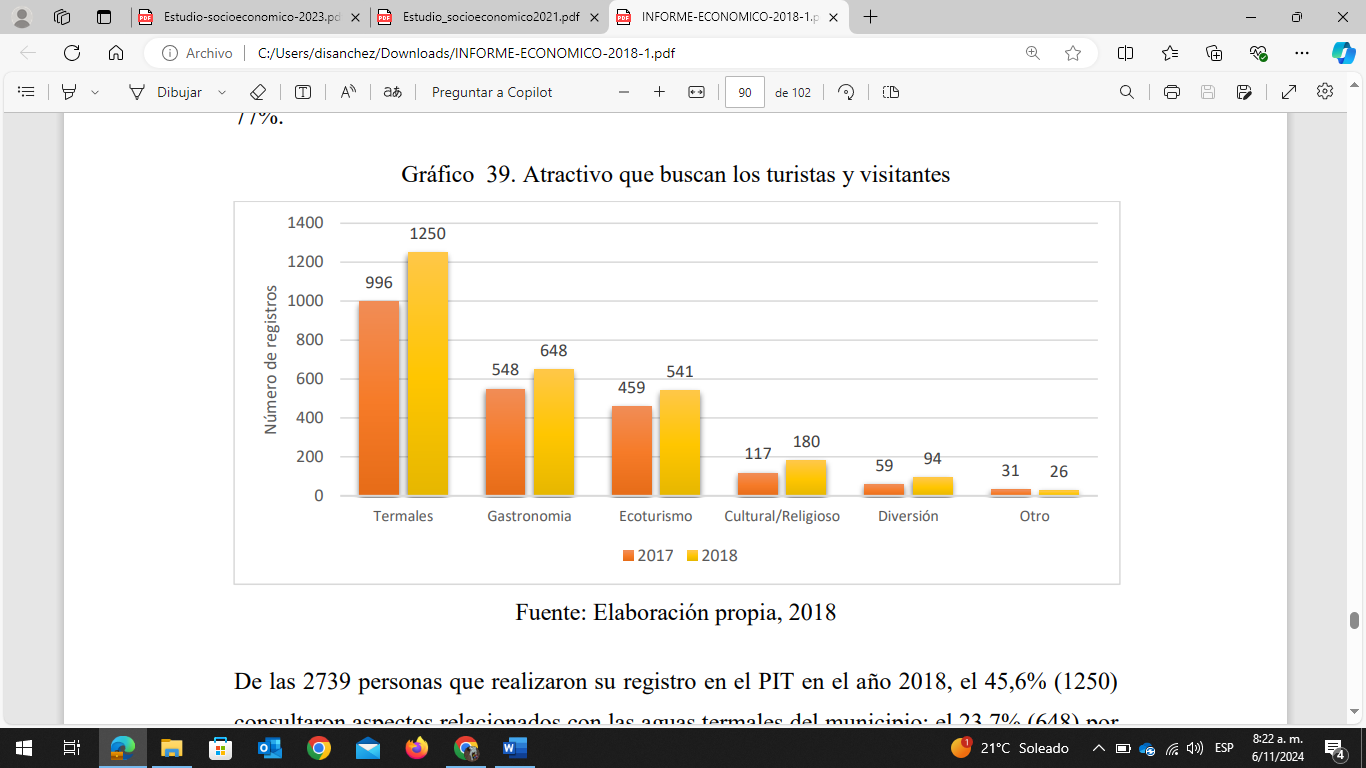 Estudio-socioeconomico-2023.pd
Estudio_socioeconomico2021.pdf
INFORME-ECONOMICO-2018-1.p
Archivo
C:/Users/disanchez/Downloads/INFORME-ECONOMICO-2018-1.pdf
Dibujar
Preguntar a Copilot
90
de 102
77%.
Gráfico 39. Atractivo que buscan los turistas y visitantes
Número de registros
1400
1200
1000
800
600
400
200
0
996
1250
548
648
459
541
117
180
59
94
31
26
Termales
Gastronomia
Ecoturismo
Cultural/Religioso
Diversión
Otro
2017
2018
Fuente: Elaboración propia, 2018
De las 2739 personas que realizaron su registro en el PIT en el año 2018, el 45,6% (1250)
consultaron aspectos relacionados con las aguas termales del municipio; el 23,7% (648) por
1
21°C Soleado
ESP
8:22 a. m.
6/11/2024
4